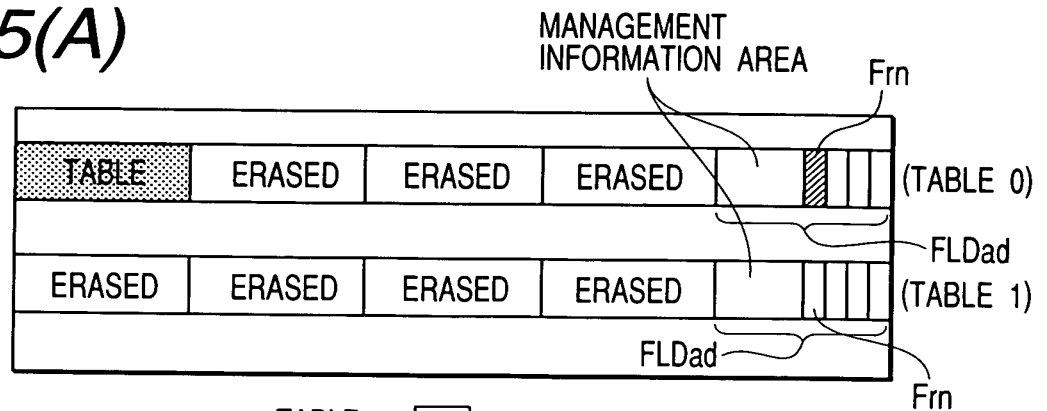 5(A)
MANAGEMENT
INFORMATION AREA
Frn
TABLE ERASED ERASED ERASED (TABLE 0)
FLDad
ERASED ERASED ERASED ERASED (TABLE 1)
FLDad
Frn